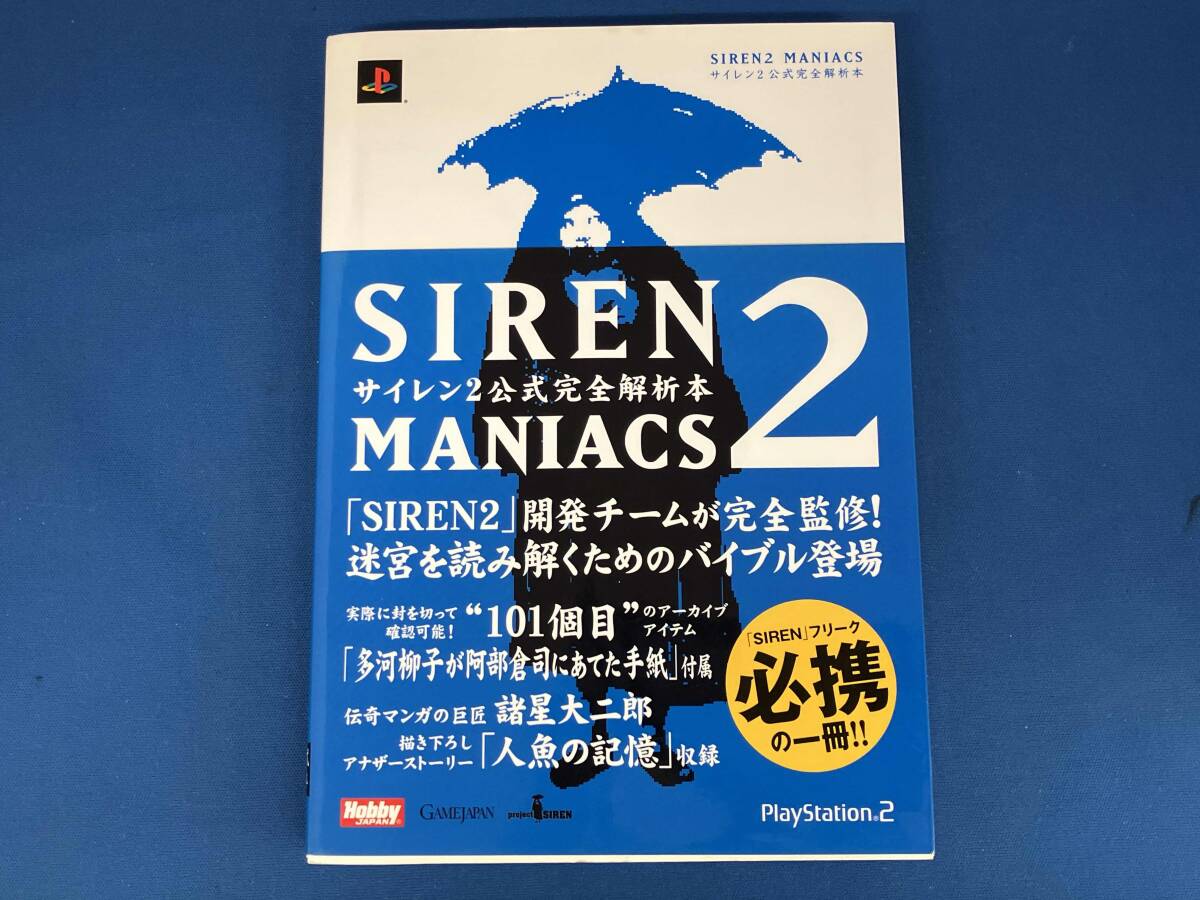 SIREN2 MANIACS
サイレン2公式完全解析本
SIREN 2
サイレン2公式完全解析本
MANIACS
「SIREN2」開発チームが完全監修!
迷宮を読み解くためのバイブル登場
実際に封を切って
確認可能!
“101個目”
のアーカイブ
アイテム
「多河柳子が阿部倉司にあてた手紙」付属
伝奇マンガの巨匠 諸星大二郎
描き下ろし
アナザーストーリー
「人魚の記憶」収録
「SIREN」フリーク
必携
の一冊!!
Hobby
JAPAN
GAMEJAPAN
project SIREN
PlayStation®2